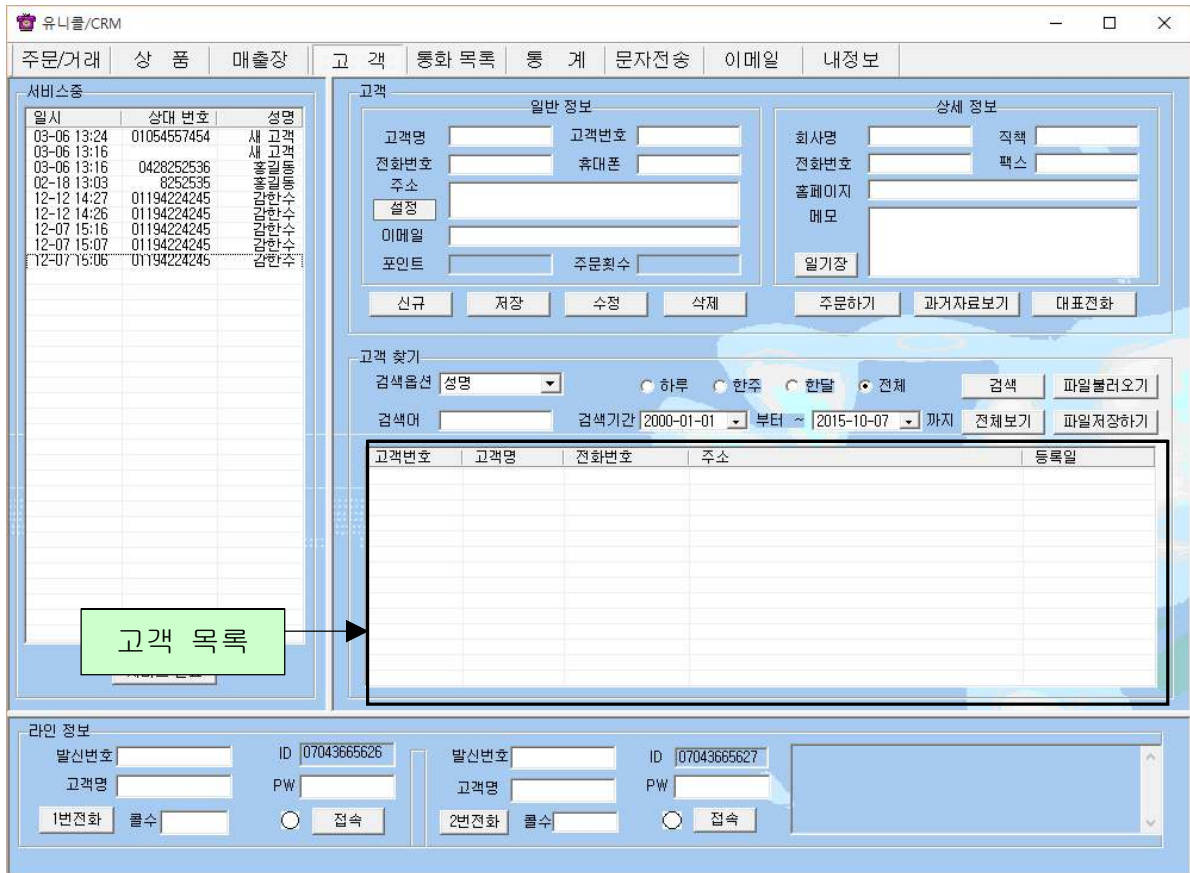 유니콜/CRM
주문/거래 상 품 매출장 고 객 통화 목록 통 계 문자전송 이메일 내정보
서비스중
일시 상대 번호 성명
03-06 13:24 01054557454 새 고객
03-06 13:16 새 고객
03-06 13:16 0428252536 홍길동
02-18 13:03 8252535 홍길동
12-12 14:27 01194224245 감한수
12-12 14:26 01194224245 감한수
12-07 15:16 01194224245 감한수
12-07 15:07 01194224245 감한수
12-07 15:06 01194224245 감한수
고객
일반 정보
고객명 고객번호
전화번호 휴대폰
주소
설정
이메일
포인트 주문횟수
신규 저장 수정 삭제
상세 정보
회사명 직책
전화번호 팩스
홈페이지
메모
일기장
주문하기 과거자료보기 대표전화
고객 찾기
검색옵션 성명 하루 한주 한달 전체 검색 파일불러오기
검색어 검색기간 2000-01-01 부터 ~ 2015-10-07 까지 전체보기 파일저장하기
고객번호 고객명 전화번호 주소 등록일
고객 목록
라인 정보
발신번호 ID 07043665626
고객명 PW
1번전화 콜수 접속
발신번호 ID 07043665627
고객명 PW
2번전화 콜수 접속